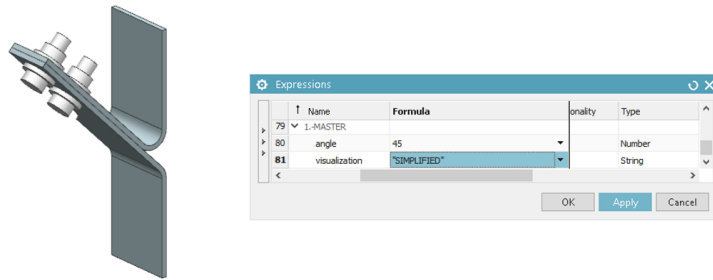 Expressions
↑ Name Formula onality Type
79 1.-MASTER
80 angle 45 Number
81 visualization "SIMPLIFIED" String
OK Apply Cancel